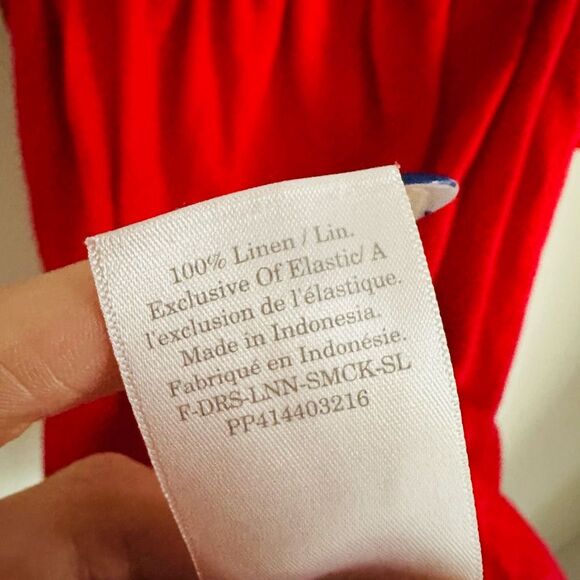 100% Linen / Lin.
Exclusive Of Elastic/ A
l'exclusion de l'élastique.
Made in Indonesia.
Fabriqué en Indonésie.
F-DRS-LNN-SMCK-SL
PP414403216